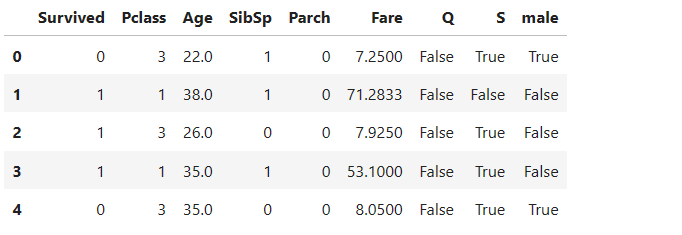 Survived Pclass Age SibSp Parch Fare Q S male
0 0 3 22.0 1 0 7.2500 False True True
1 1 1 38.0 1 0 71.2833 False False False
2 1 3 26.0 0 0 7.9250 False True False
3 1 1 35.0 1 0 53.1000 False True False
4 0 3 35.0 0 0 8.0500 False True True